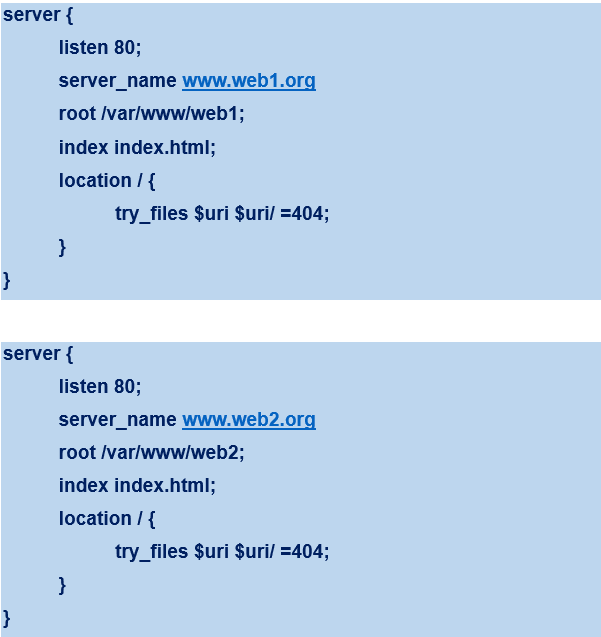 server {
listen 80;
server_name www.web1.org
root /var/www/web1;
index index.html;
location / {
try_files $uri $uri/ =404;
}
}
server {
listen 80;
server_name www.web2.org
root /var/www/web2;
index index.html;
location / {
try_files $uri $uri/ =404;
}
}